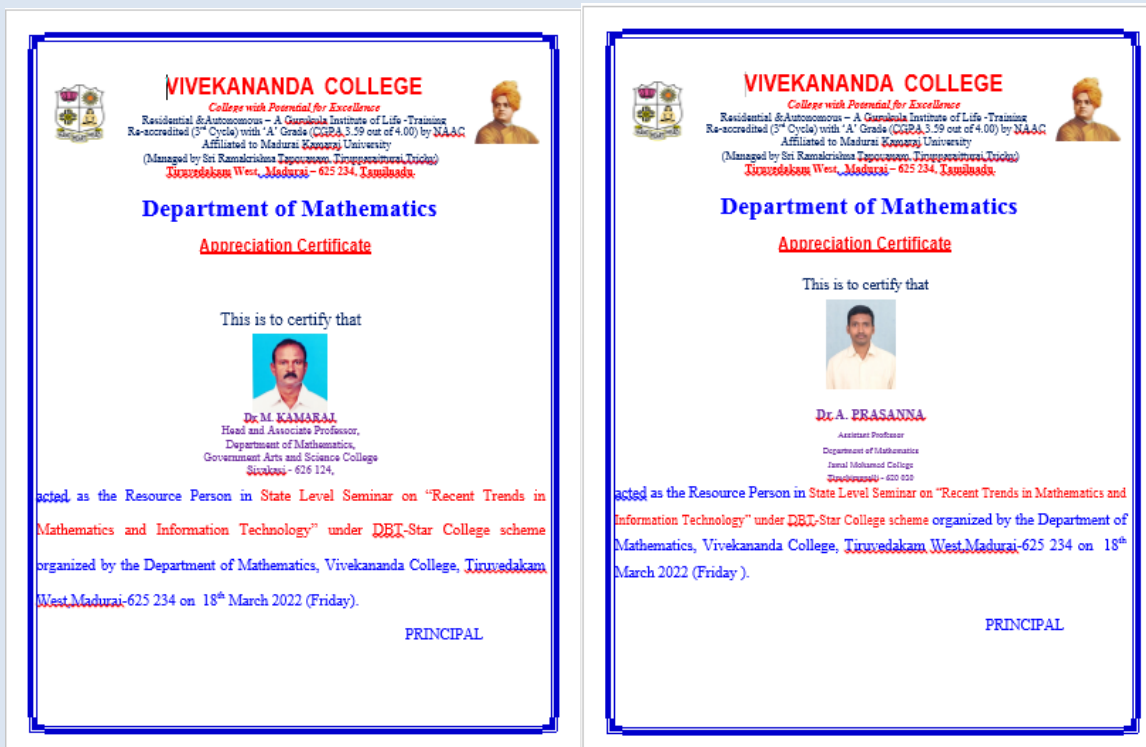 VIVEKANANDA COLLEGE
College with Potential for Excellence
Residential &Autonomous – A Gurukula Institute of Life -Training
Re-accredited (3rd Cycle) with ‘A’ Grade (CGPA 3.59 out of 4.00) by NAAC
Affiliated to Madurai Kamaraj University
(Managed by Sri Ramakrishna Tapovanam, Tirupparaitturai, Trichy)
Tiruvedakam West, Madurai – 625 234, Tamilnadu.
Department of Mathematics
Appreciation Certificate
This is to certify that
Dr M. KAMARAJ,
Head and Associate Professor,
Department of Mathematics,
Government Arts and Science College
Sivakasi - 626 124,
acted as the Resource Person in State Level Seminar on “Recent Trends in
Mathematics and Information Technology” under DBT-Star College scheme
organized by the Department of Mathematics, Vivekananda College, Tiruvedakam
West,Madurai-625 234 on 18th March 2022 (Friday).
PRINCIPAL
VIVEKANANDA COLLEGE
College with Potential for Excellence
Residential &Autonomous – A Gurukula Institute of Life -Training
Re-accredited (3rd Cycle) with ‘A’ Grade (CGPA 3.59 out of 4.00) by NAAC
Affiliated to Madurai Kamaraj University
(Managed by Sri Ramakrishna Tapovanam, Tirupparaitturai, Trichy)
Tiruvedakam West, Madurai – 625 234, Tamilnadu.
Department of Mathematics
Appreciation Certificate
This is to certify that
Dr A. PRASANNA
Assistant Professor
Department of Mathematics
Jamal Mohamed College
Tiruchirappalli - 620 020
acted as the Resource Person in State Level Seminar on “Recent Trends in Mathematics and
Information Technology” under DBT-Star College scheme organized by the Department of
Mathematics, Vivekananda College, Tiruvedakam West,Madurai-625 234 on 18th
March 2022 (Friday ).
PRINCIPAL